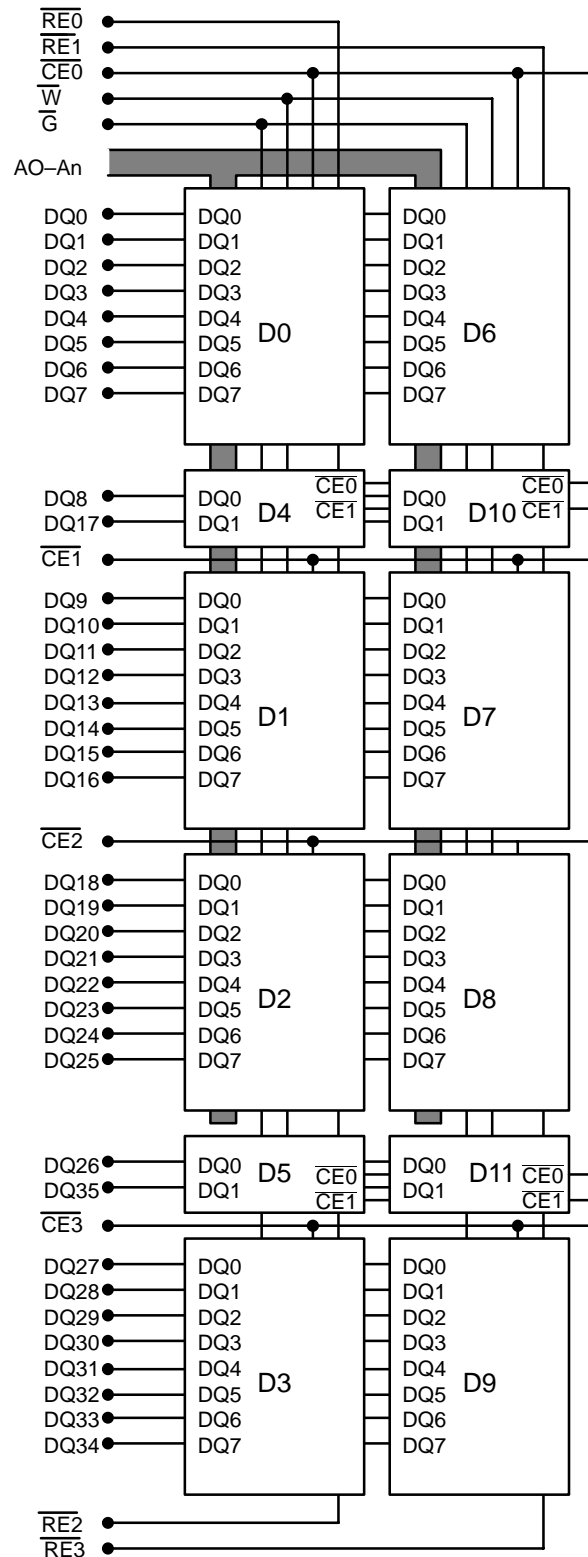 RE0
RE1
CE0
W
G
AO–An
DQ0 DQ0 DQ0
DQ1 DQ1 DQ1
DQ2 DQ2 DQ2
DQ3 DQ3 DQ3
DQ4 DQ4 DQ4
D0 D6
DQ5 DQ5 DQ5
DQ6 DQ6 DQ6
DQ7 DQ7 DQ7
CE0 CE0
DQ8 DQ0 D4 DQ0 D10
CE1 CE1
DQ17 DQ1 DQ1
CE1
DQ9 DQ0 DQ0
DQ10 DQ1 DQ1
DQ11 DQ2 DQ2
DQ12 DQ3 DQ3
DQ13 DQ4 DQ4
D1 D7
DQ14 DQ5 DQ5
DQ15 DQ6 DQ6
DQ16 DQ7 DQ7
CE2
DQ18 DQ0 DQ0
DQ19 DQ1 DQ1
DQ20 DQ2 DQ2
DQ21 DQ3 DQ3
DQ22 DQ4 DQ4
D2 D8
DQ23 DQ5 DQ5
DQ24 DQ6 DQ6
DQ25 DQ7 DQ7
DQ26 DQ0 D5 CE0 DQ0 D11 CE0
DQ35 DQ1 CE1 DQ1 CE1
CE3
DQ27 DQ0 DQ0
DQ28 DQ1 DQ1
DQ29 DQ2 DQ2
DQ30 DQ3 DQ3
DQ31 DQ4 DQ4
D3 D9
DQ32 DQ5 DQ5
DQ33 DQ6 DQ6
DQ34 DQ7 DQ7
RE2
RE3